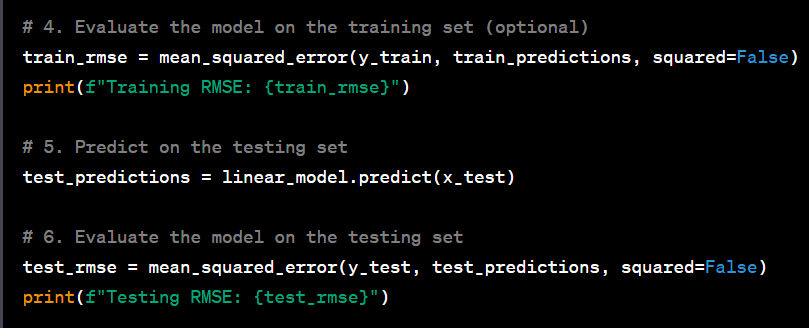 # 4. Evaluate the model on the training set (optional)
train_rmse = mean_squared_error(y_train, train_predictions, squared=False)
print(f"Training RMSE: {train_rmse}")
# 5. Predict on the testing set
test_predictions = linear_model.predict(x_test)
# 6. Evaluate the model on the testing set
test_rmse = mean_squared_error(y_test, test_predictions, squared=False)
print(f"Testing RMSE: {test_rmse}")